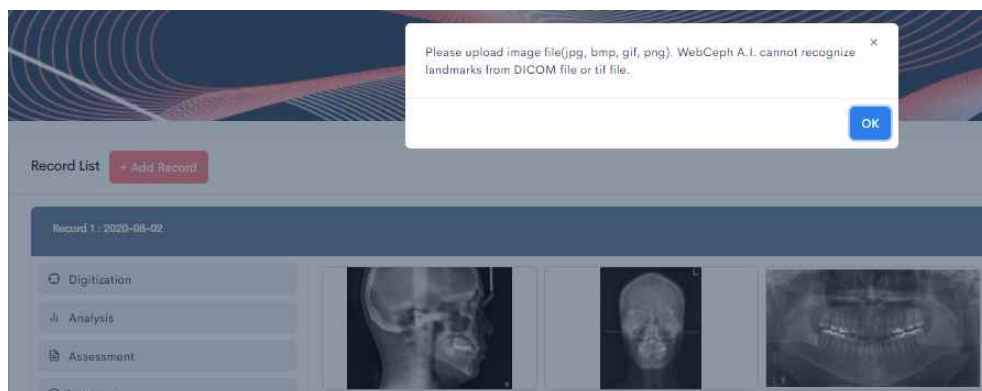 ×
Please upload image file(jpg, bmp, gif, png). WebCeph A.I. cannot recognize
landmarks from DICOM file or tif file.
OK
Record List
+ Add Record
Record 1 : 2020-08-02
Digitization
Analysis
Assessment
L